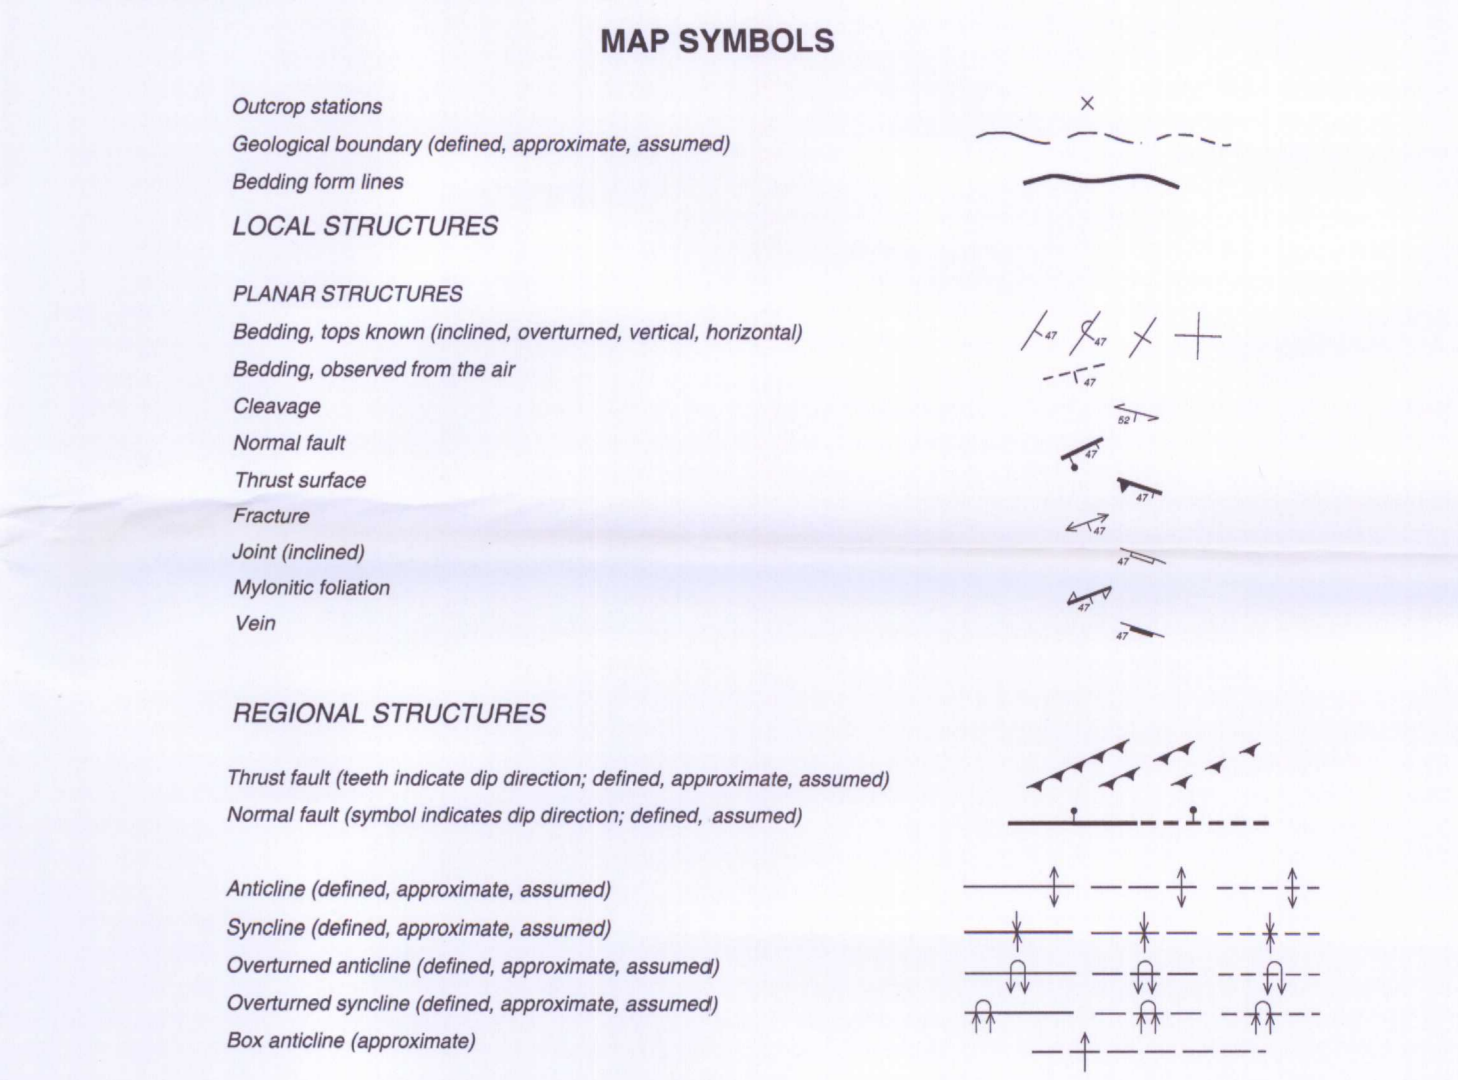 MAP SYMBOLS
Outcrop stations
Geological boundary (defined, approximate, assumed)
Bedding form lines
LOCAL STRUCTURES
PLANAR STRUCTURES
Bedding, tops known (inclined, overturned, vertical, horizontal)
47 47
Bedding, observed from the air
47
Cleavage
52
Normal fault
47
Thrust surface
47
Fracture
47
Joint (inclined)
47
Mylonitic foliation
47
Vein
47
REGIONAL STRUCTURES
Thrust fault (teeth indicate dip direction; defined, approximate, assumed)
Normal fault (symbol indicates dip direction; defined, assumed)
Anticline (defined, approximate, assumed)
Syncline (defined, approximate, assumed)
Overturned anticline (defined, approximate, assumed)
Overturned syncline (defined, approximate, assumed)
Box anticline (approximate)